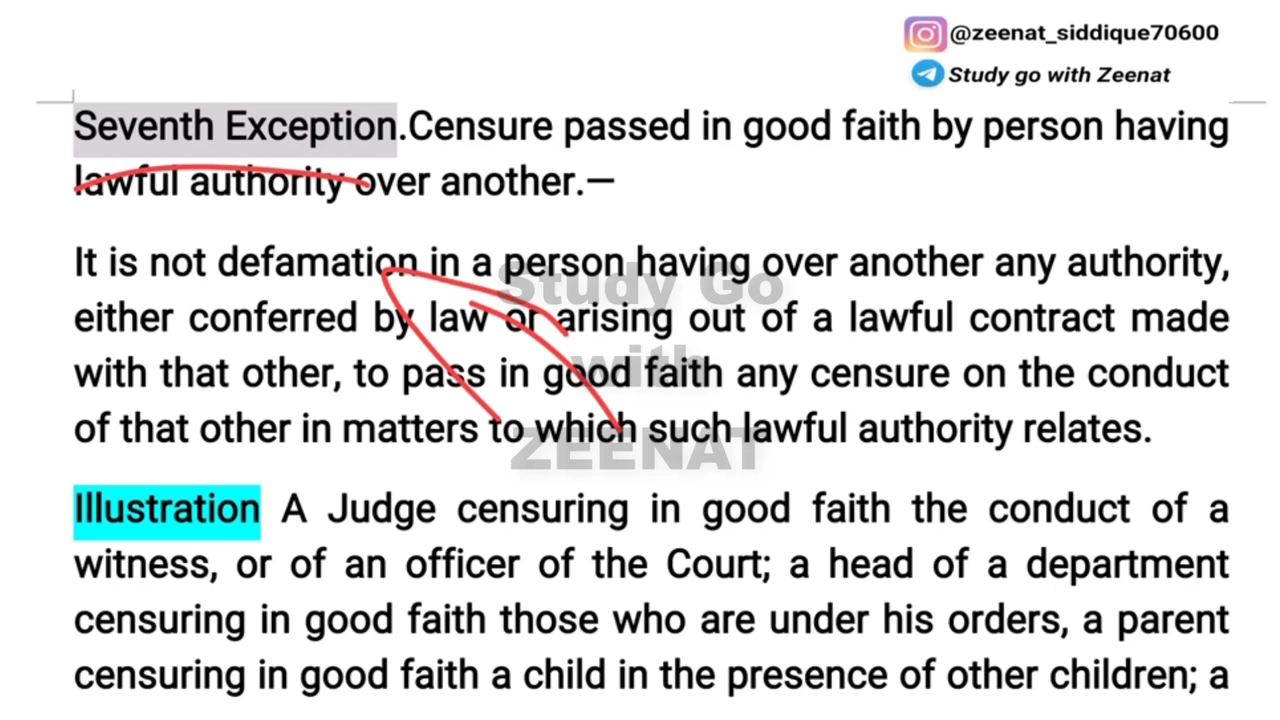 @zeenat_siddique70600
Study go with Zeenat
Seventh Exception.Censure passed in good faith by person having
lawful authority over another.—
It is not defamation in a person having over another any authority,
either conferred by law or arising out of a lawful contract made
with that other, to pass in good faith any censure on the conduct
of that other in matters to which such lawful authority relates.
Study Go
with
ZEENAT
Illustration A Judge censuring in good faith the conduct of a
witness, or of an officer of the Court; a head of a department
censuring in good faith those who are under his orders, a parent
censuring in good faith a child in the presence of other children; a